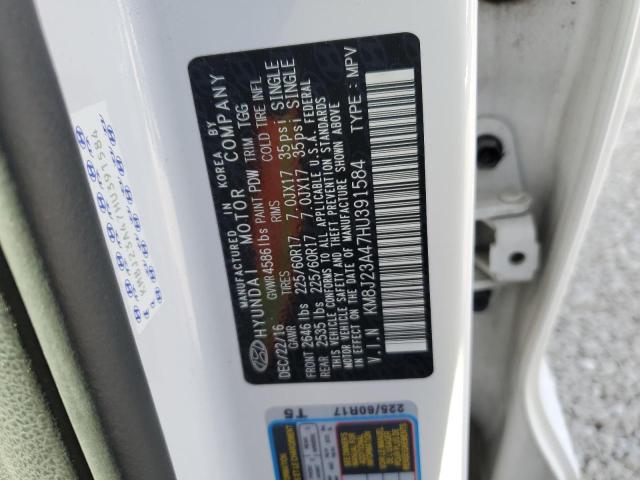 MANUFACTURED IN KOREA BY
HYUNDAI MOTOR COMPANY
DEC/22/16 GVWR 4586 lbs PAINT PDW TRIM TGG
GAWR TIRES RIMS COLD TIRE INFL
FRONT 2646 lbs 225/60R17 7.0JX17 35psi SINGLE
REAR 2535 lbs 225/60R17 7.0JX17 35psi SINGLE
THIS VEHICLE CONFORMS TO ALL APPLICABLE U.S.A. FEDERAL
MOTOR VEHICLE SAFETY AND THEFT PREVENTION STANDARDS
IN EFFECT ON THE DATE OF MANUFACTURE SHOWN ABOVE
V.I.N KM8J23A47HU391584 TYPE : MPV
T5 225/60R17